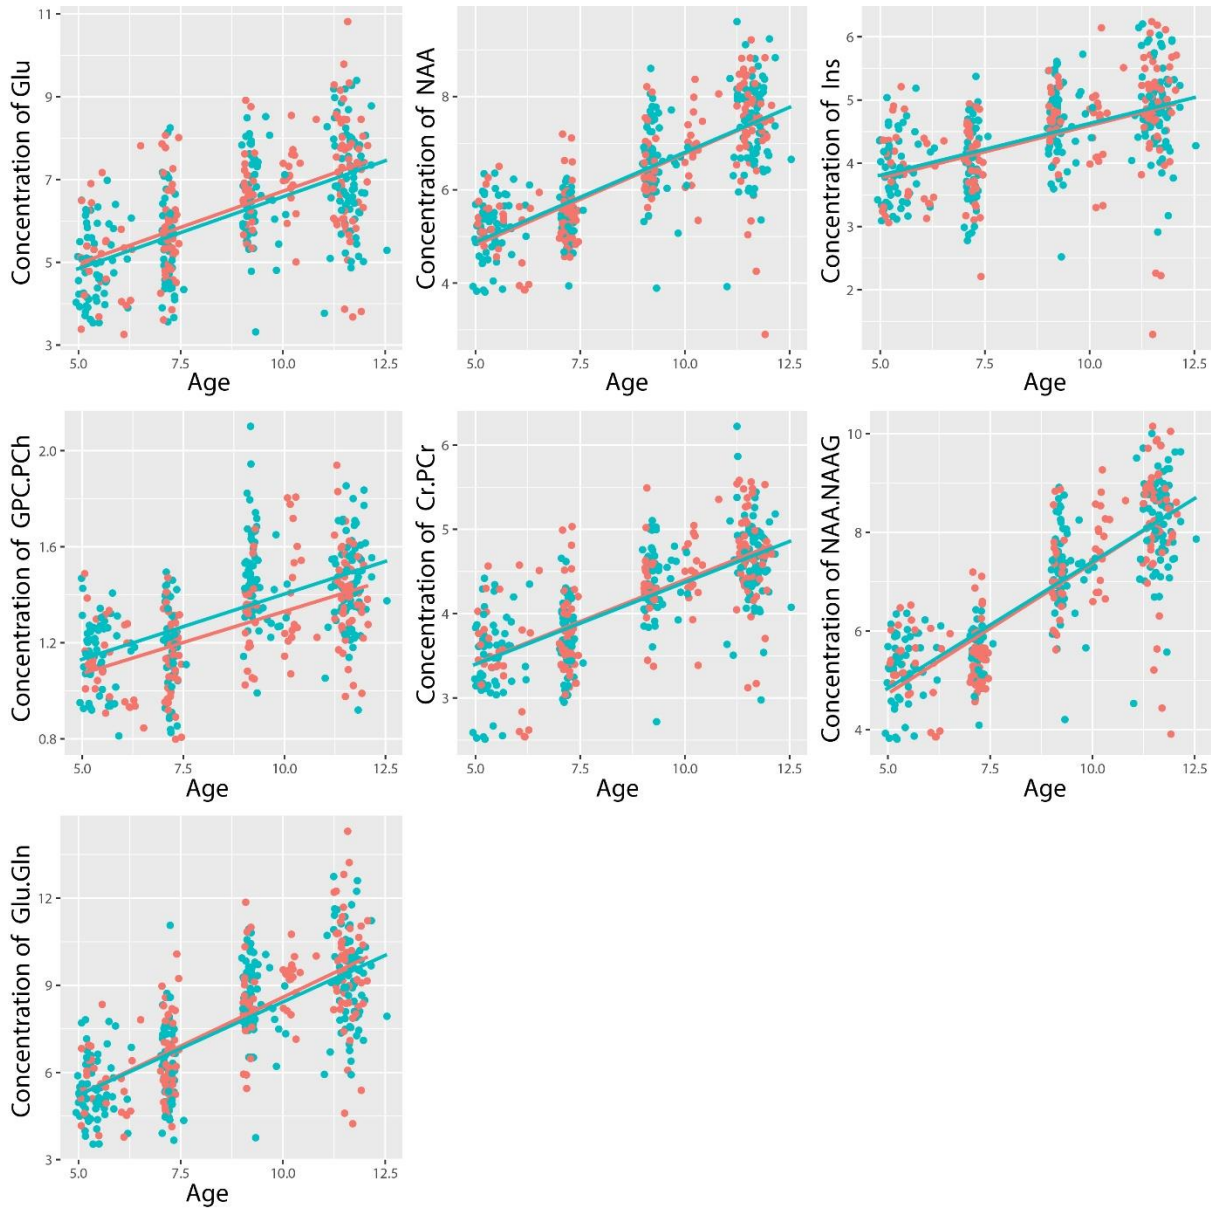 Concentration of Glu
11
9
7
5
3
5.0 7.5 10.0 12.5
Age
Concentration of NAA
8
6
4
5.0 7.5 10.0 12.5
Age
Concentration of Ins
6
5
4
3
2
5.0 7.5 10.0 12.5
Age
Concentration of GPC.PCh
2.0
1.6
1.2
0.8
5.0 7.5 10.0 12.5
Age
Concentration of Cr.PCr
6
5
4
3
5.0 7.5 10.0 12.5
Age
Concentration of NAA.NAAG
10
8
6
4
5.0 7.5 10.0 12.5
Age
Concentration of Glu.Gln
12
9
6
3
5.0 7.5 10.0 12.5
Age